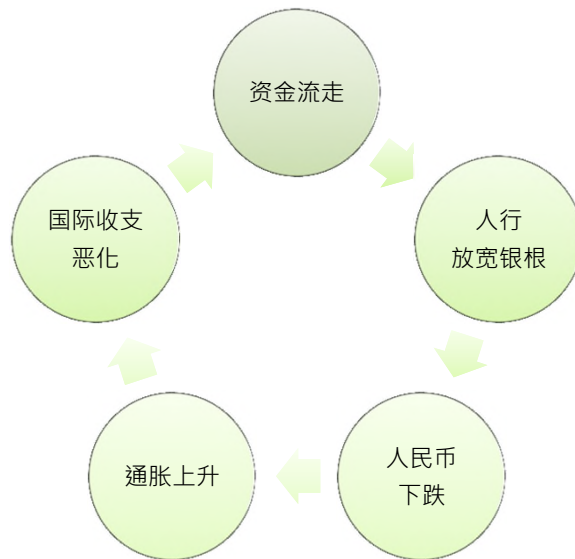 资金流走
人行
放宽银根
人民币
下跌
通胀上升
国际收支
恶化